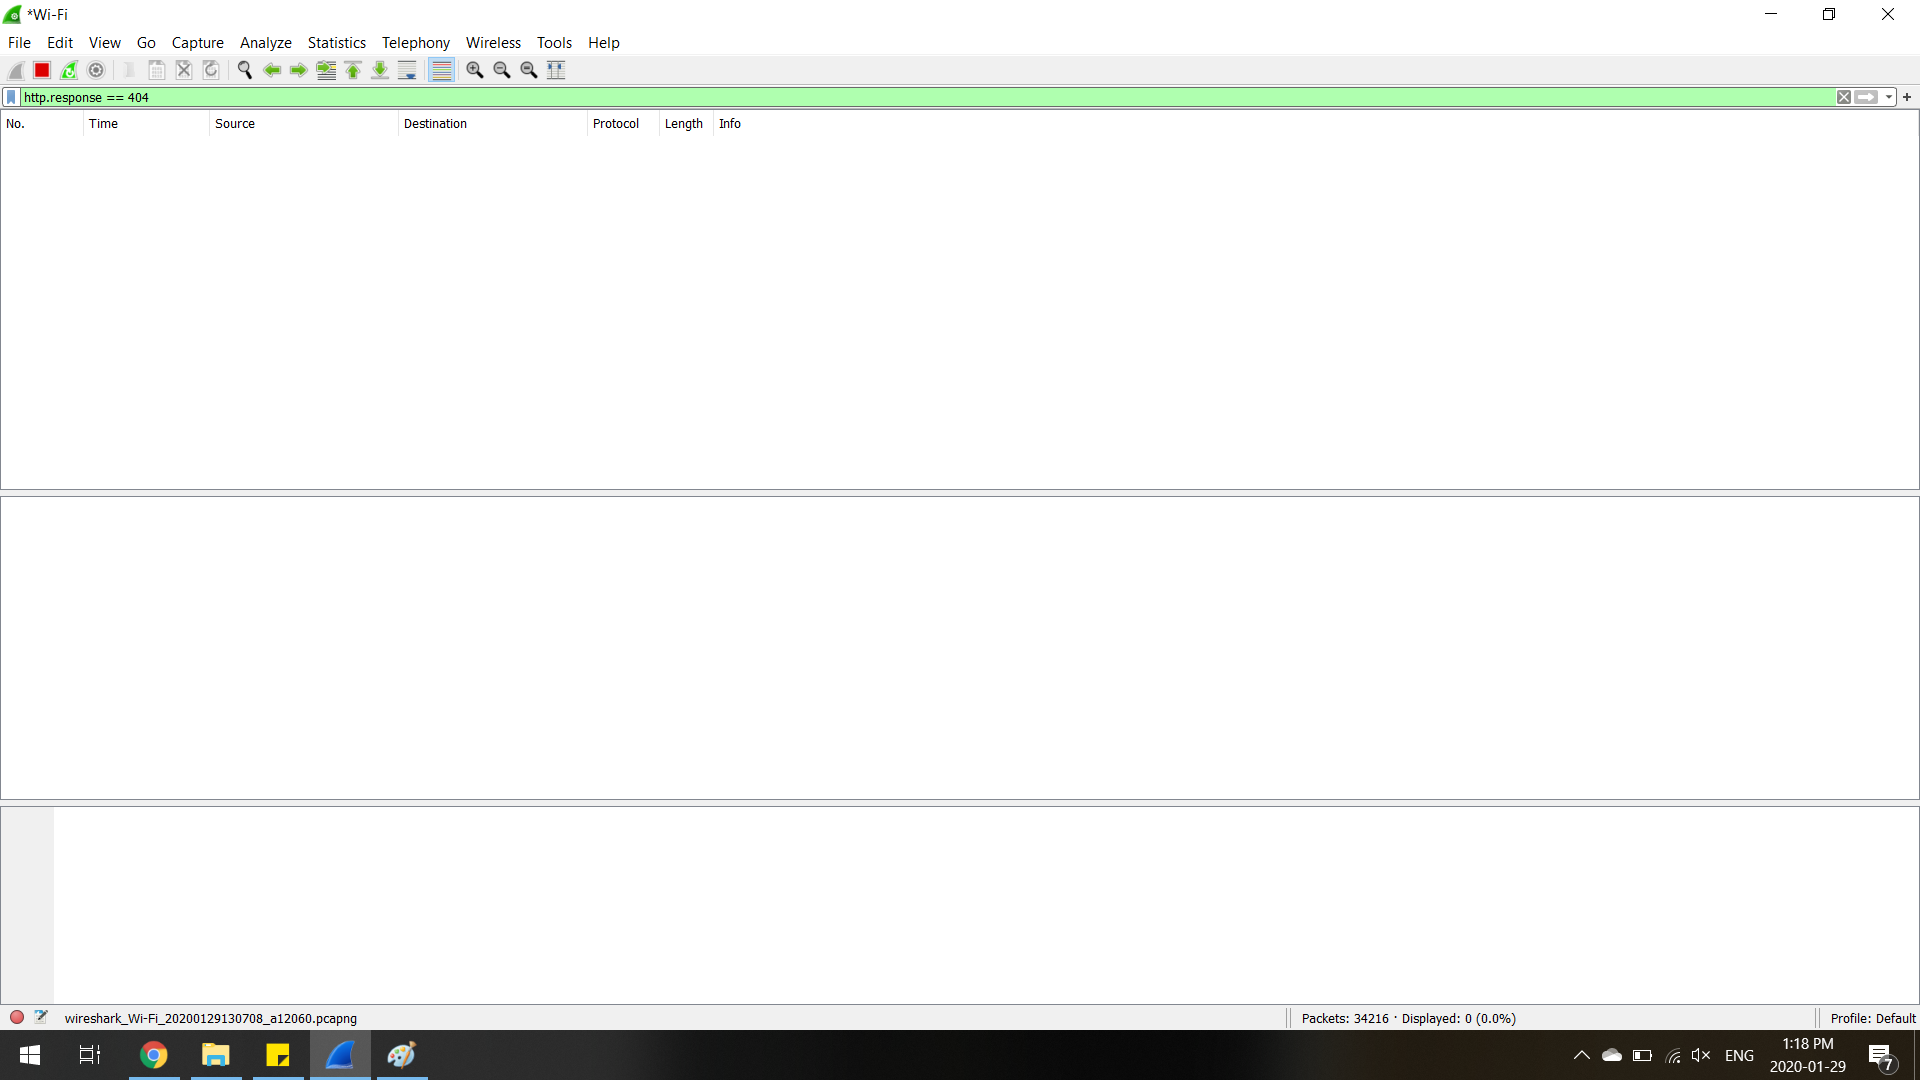 *Wi-Fi
File Edit View Go Capture Analyze Statistics Telephony Wireless Tools Help
http.response == 404
No. Time Source Destination Protocol Length Info
wireshark_Wi-Fi_20200129130708_a12060.pcapng Packets: 34216 · Displayed: 0 (0.0%) Profile: Default
ENG 1:18 PM
2020-01-29 7